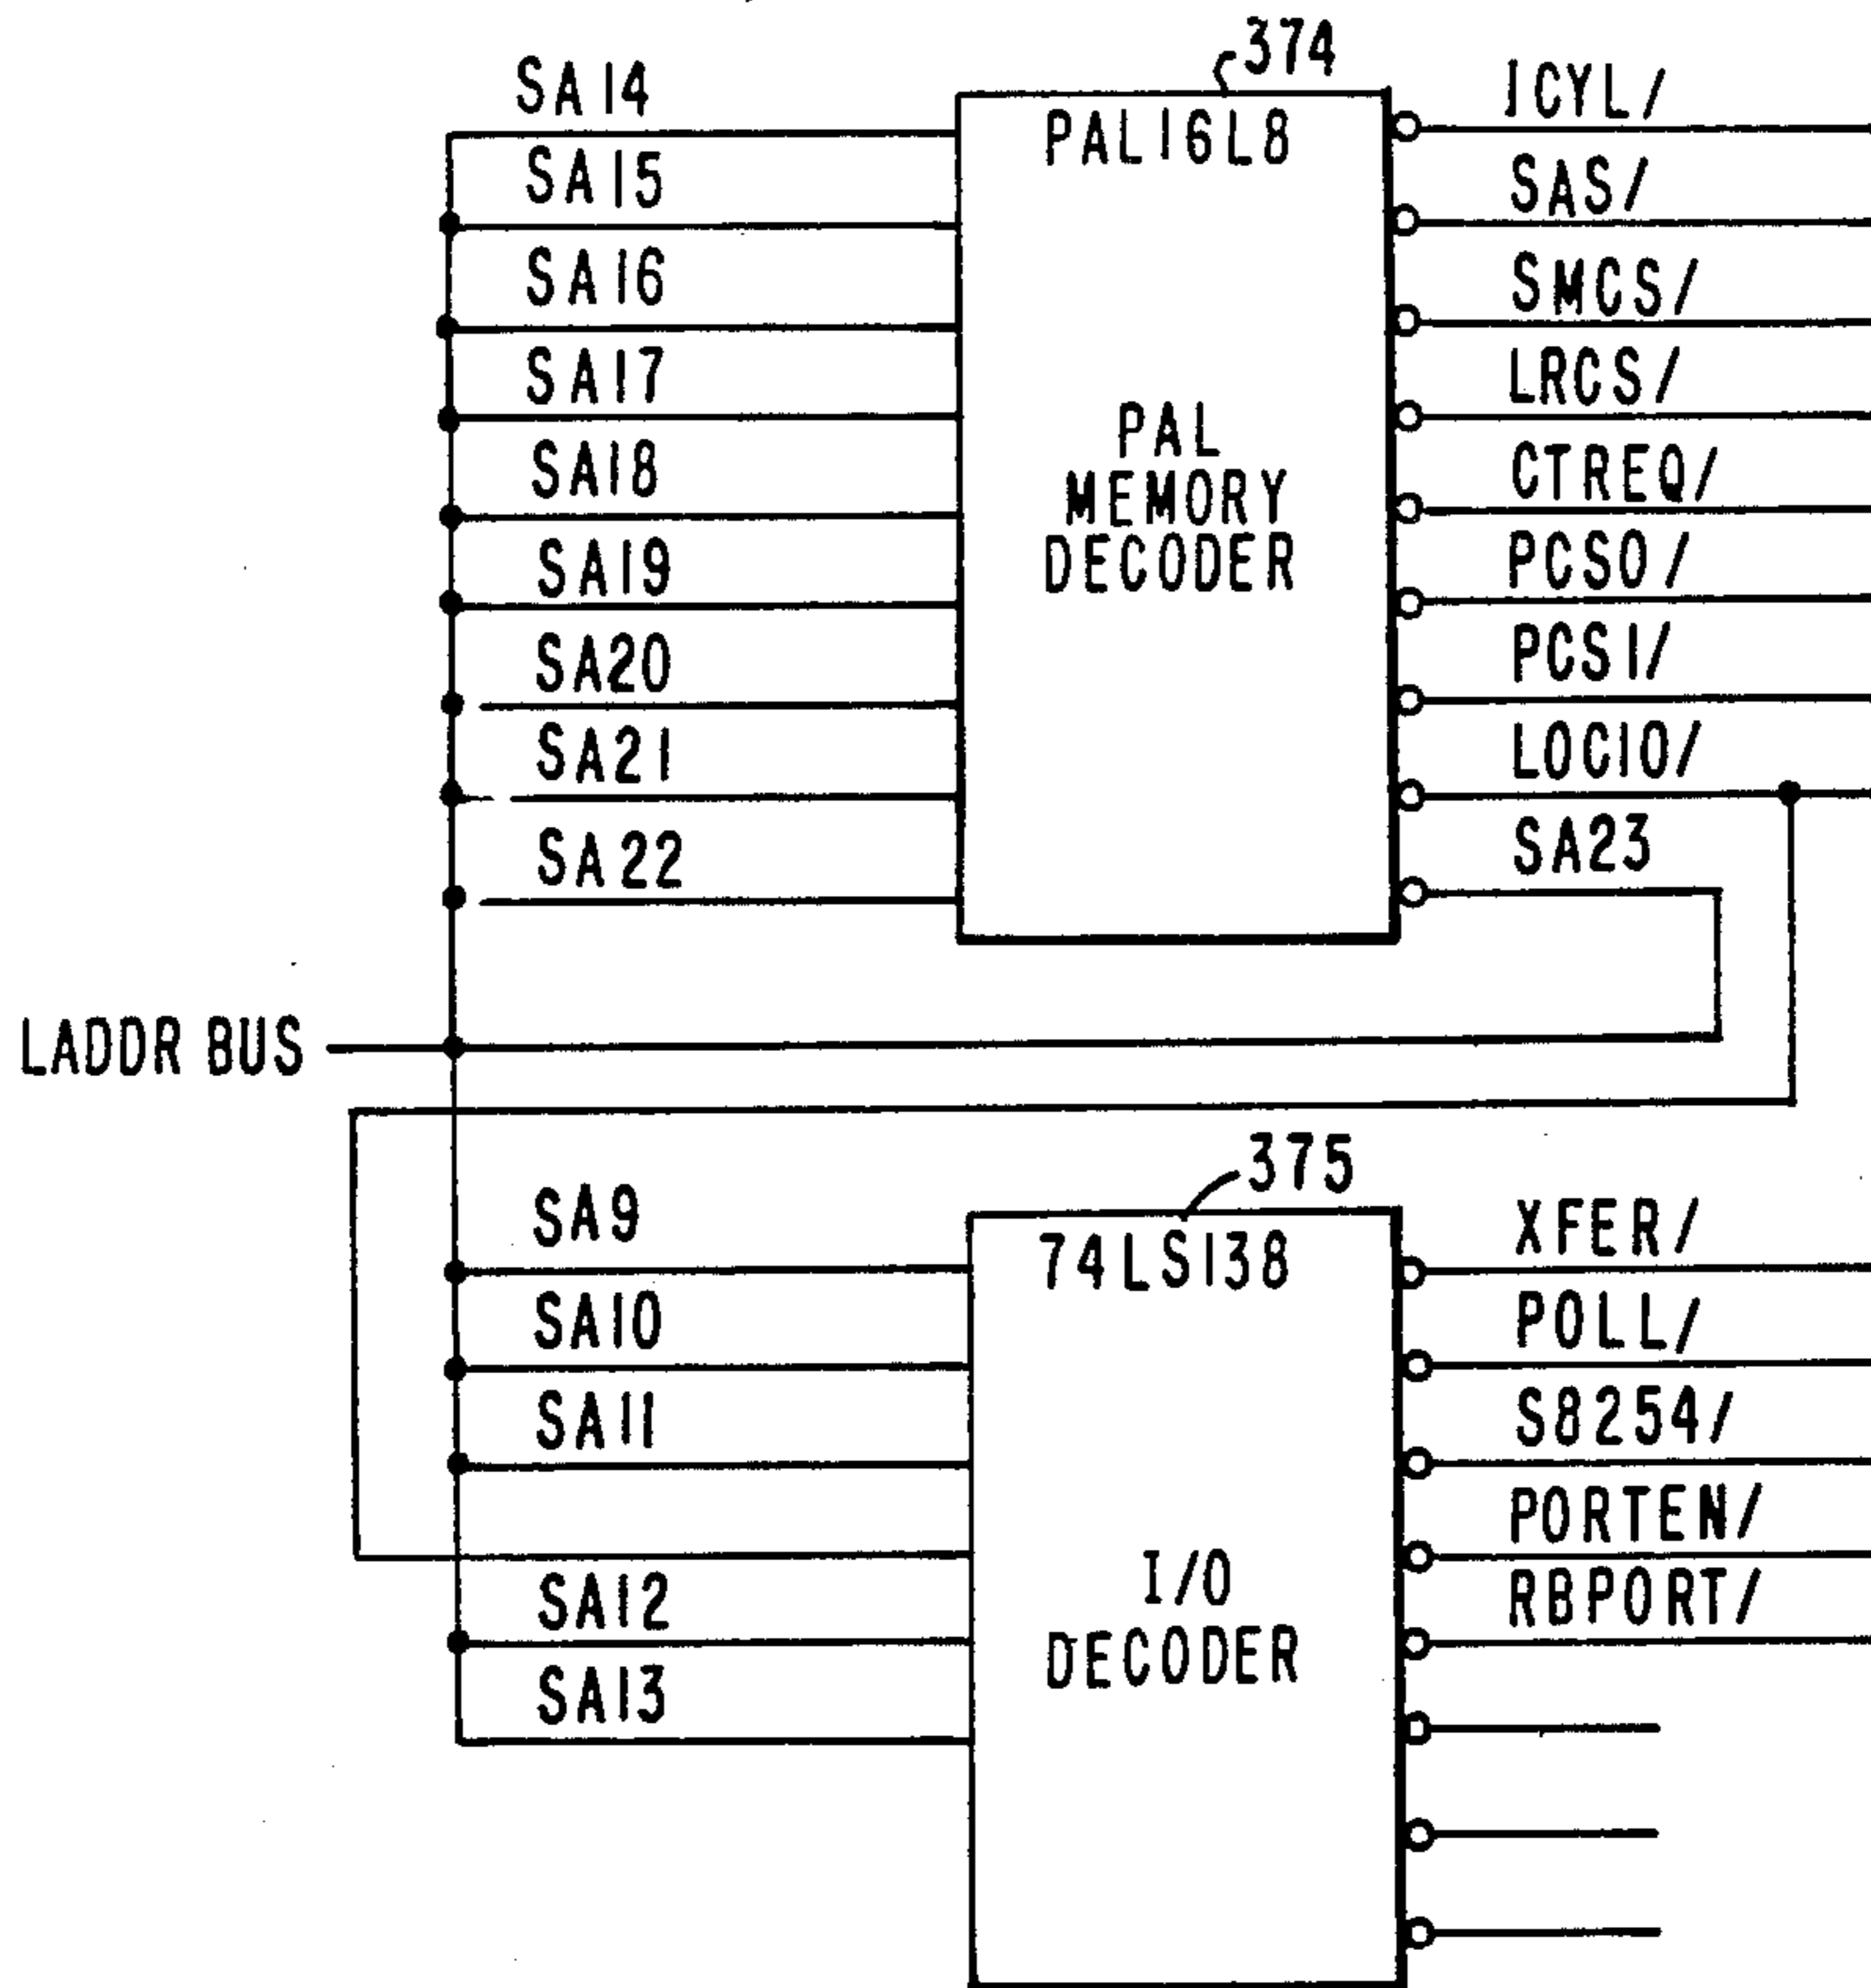 374
SA14
PAL16L8
ICYL/
SA15
SAS/
SA16
SMCS/
SA17
LRCS/
PAL
MEMORY
DECODER
SA18
CTREQ/
SA19
PCS0/
SA20
PCS1/
SA21
LOCIO/
SA22
SA23
LADDR BUS
375
SA9
74LS138
XFER/
SA10
POLL/
SA11
S8254/
PORTEN/
I/O
DECODER
SA12
RBPORT/
SA13